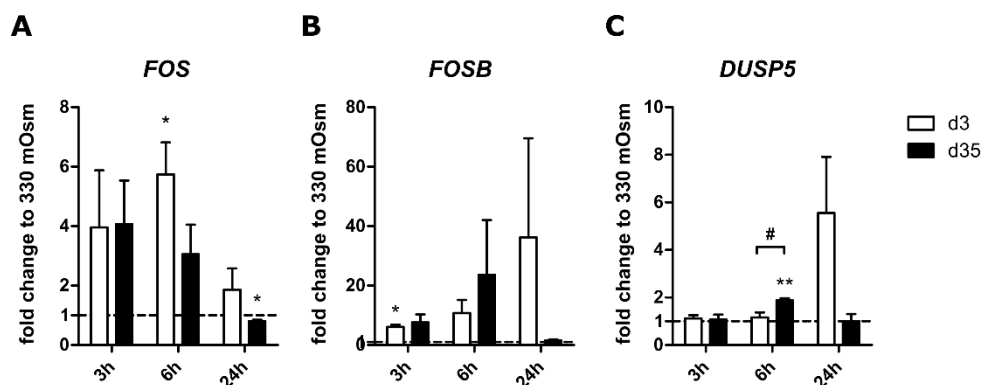 A
FOS
fold change to 330 mOsm
8
6
4
2
1
0
*
*
3h
6h
24h
B
FOSB
fold change to 330 mOsm
80
60
40
20
0
*
3h
6h
24h
C
DUSP5
fold change to 330 mOsm
10
8
6
4
2
1
0
#
**
3h
6h
24h
d3
d35